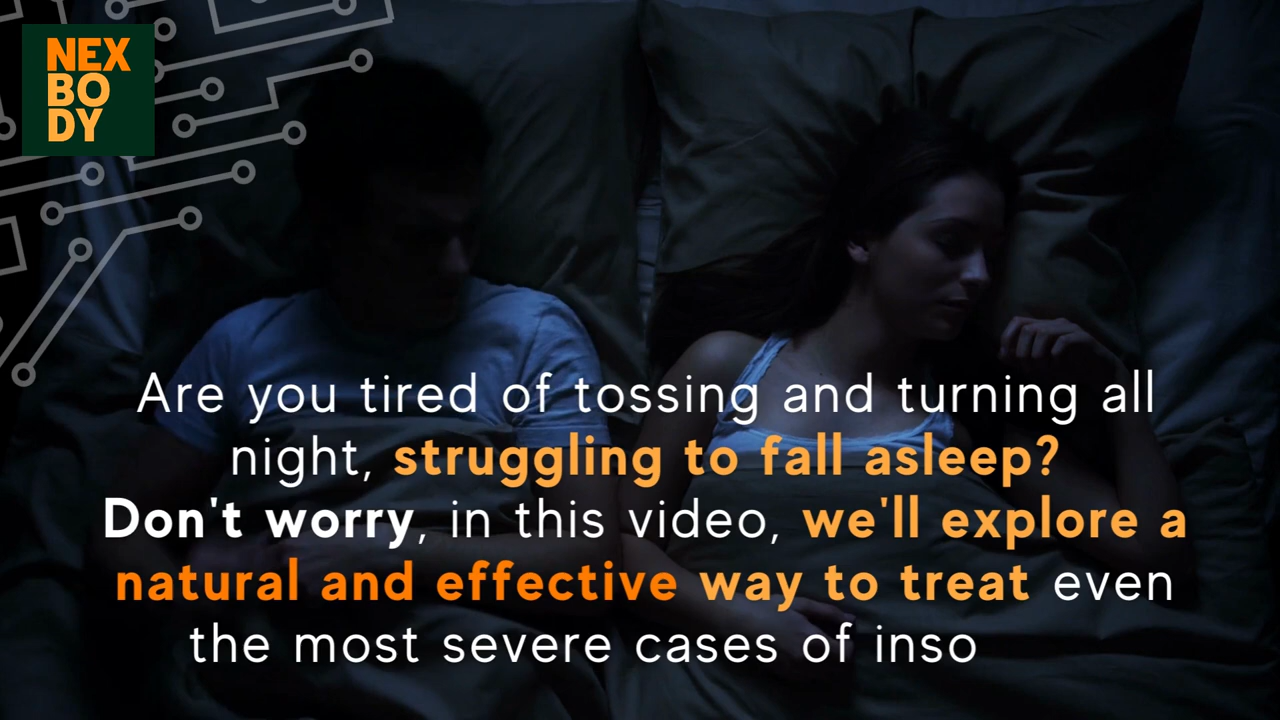 NEX
BO
DY
Are you tired of tossing and turning all
night, struggling to fall asleep?
Don't worry, in this video, we'll explore a
natural and effective way to treat even
the most severe cases of inso